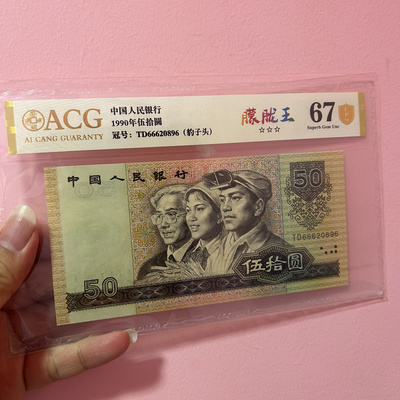 ACG
AI CANG GUARANTY
中国人民银行
1990年伍拾圆
冠号：TD66620896（豹子头）
朦胧王
☆☆☆
67
Superb Gem Unc
中国人民银行
50
TD66620896
50
伍拾圆